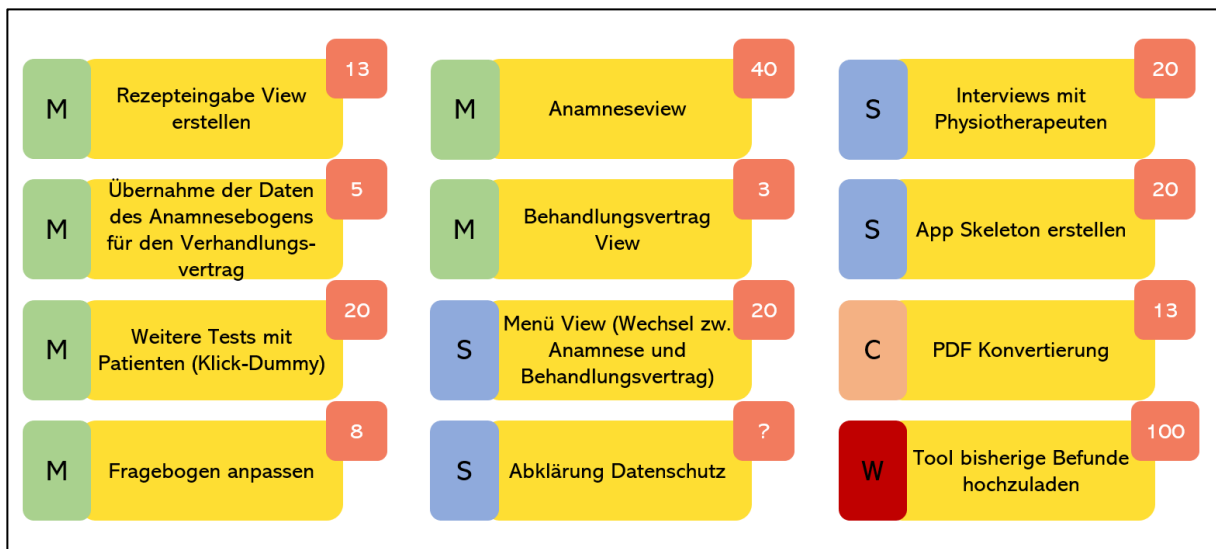 13
M
Rezepteingabe View
erstellen
5
M
Übernahme der Daten
des Anamnesebogens
für den Verhandlungs-
vertrag
20
M
Weitere Tests mit
Patienten (Klick-Dummy)
8
M
Fragebogen anpassen
40
M
Anamneseview
3
M
Behandlungsvertrag
View
20
S
Menü View (Wechsel zw.
Anamnese und
Behandlungsvertrag)
?
S
Abklärung Datenschutz
20
S
Interviews mit
Physiotherapeuten
20
S
App Skeleton erstellen
13
C
PDF Konvertierung
100
W
Tool bisherige Befunde
hochzuladen